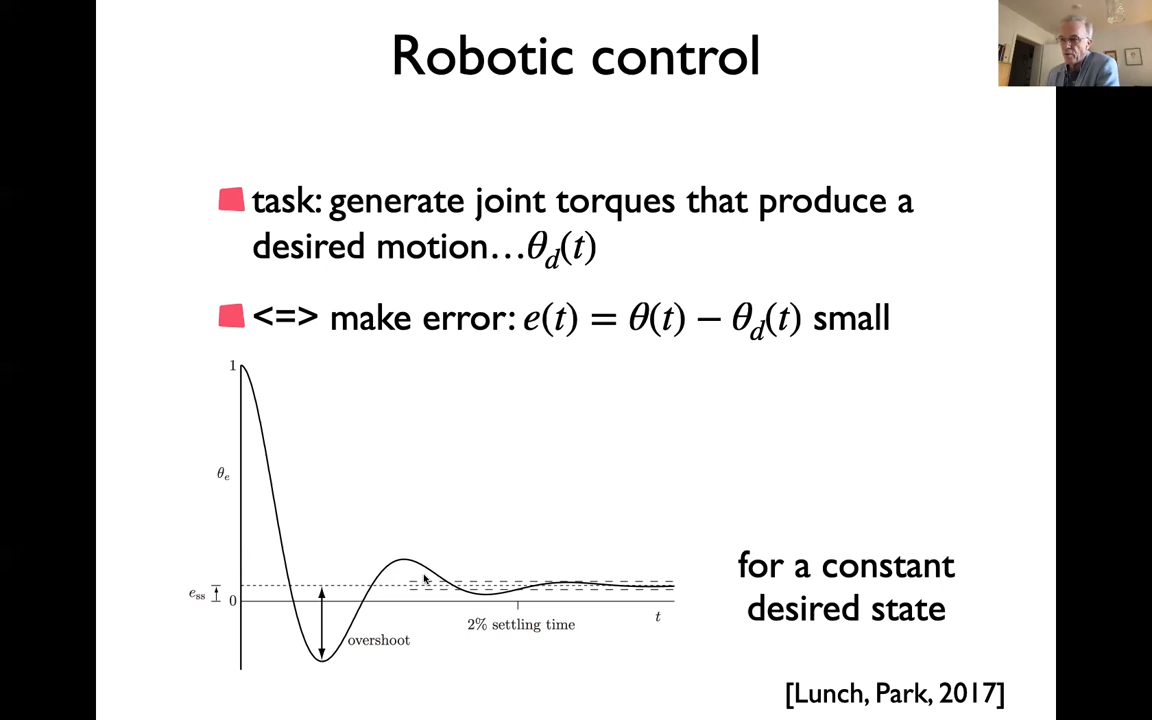 Robotic control
task: generate joint torques that produce a
desired motion…θ_d(t)
<=> make error: e(t) = θ(t) − θ_d(t) small
1
θ_e
e_ss
0
overshoot
2% settling time
t
for a constant
desired state
[Lunch, Park, 2017]